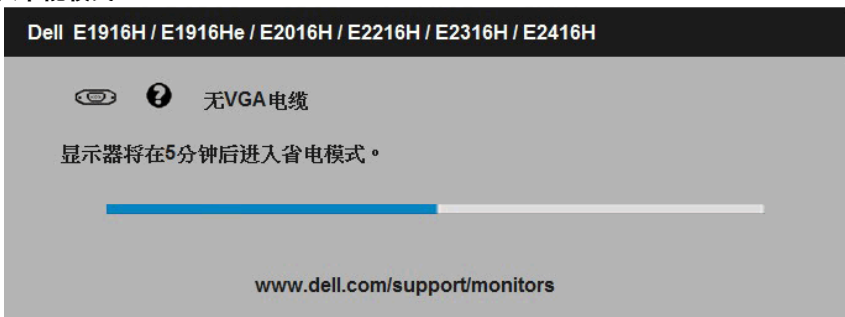 Dell E1916H / E1916He / E2016H / E2216H / E2316H / E2416H
无VGA电缆
显示器将在5分钟后进入省电模式。
www.dell.com/support/monitors